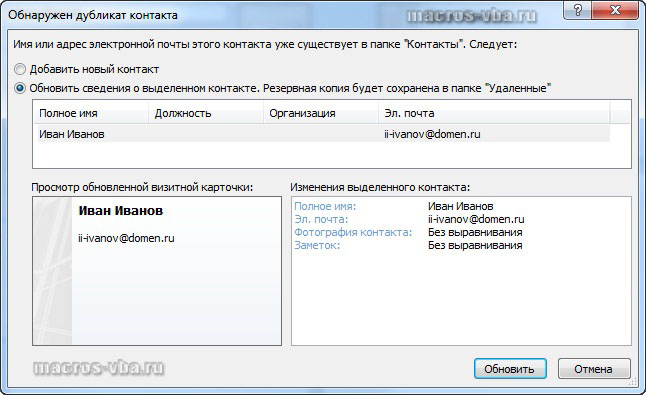 Обнаружен дубликат контакта
macros-vba.ru
Имя или адрес электронной почты этого контакта уже существует в папке "Контакты". Следует:
Добавить новый контакт
Обновить сведения о выделенном контакте. Резервная копия будет сохранена в папке "Удаленные"
Полное имя Должность Организация Эл. почта
Иван Иванов ii-ivanov@domen.ru
Просмотр обновленной визитной карточки:
Иван Иванов
ii-ivanov@domen.ru
Изменения выделенного контакта:
Полное имя: Иван Иванов
Эл. почта: ii-ivanov@domen.ru
Фотография контакта: Без выравнивания
Заметок: Без выравнивания
macros-vba.ru
Обновить Отмена